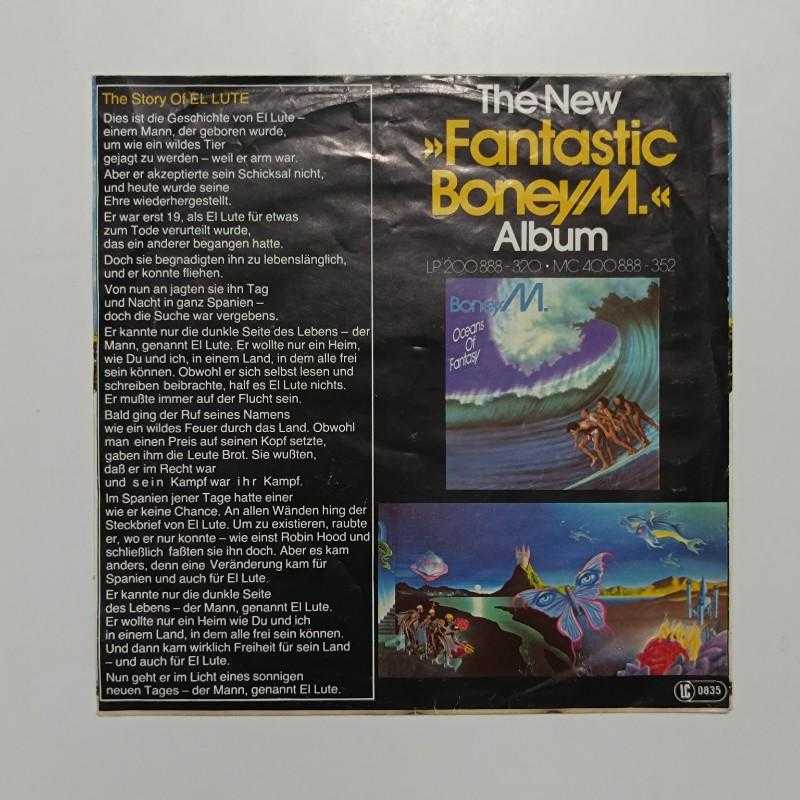 The Story Of EL LUTE
Dies ist die Geschichte von El Lute –
einem Mann, der geboren wurde,
um wie ein wildes Tier
gejagt zu werden – weil er arm war.
Aber er akzeptierte sein Schicksal nicht,
und heute wurde seine
Ehre wiederhergestellt.
Er war erst 19, als El Lute für etwas
zum Tode verurteilt wurde,
das ein anderer begangen hatte.
Doch sie begnadigten ihn zu lebenslänglich,
und er konnte fliehen.
Von nun an jagten sie ihn Tag
und Nacht in ganz Spanien –
doch die Suche war vergebens.
Er kannte nur die dunkle Seite des Lebens – der
Mann, genannt El Lute. Er wollte nur ein Heim,
wie Du und ich, in einem Land, in dem alle frei
sein können. Obwohl er sich selbst lesen und
schreiben beibrachte, half es El Lute nichts.
Er mußte immer auf der Flucht sein.
Bald ging der Ruf seines Namens
wie ein wildes Feuer durch das Land. Obwohl
man einen Preis auf seinen Kopf setzte,
gaben ihm die Leute Brot. Sie wußten,
daß er im Recht war
und sein Kampf war ihr Kampf.
Im Spanien jener Tage hatte einer
wie er keine Chance. An allen Wänden hing der
Steckbrief von El Lute. Um zu existieren, raubte
er, wo er nur konnte – wie einst Robin Hood und
schließlich faßten sie ihn doch. Aber es kam
anders, denn eine Veränderung kam für
Spanien und auch für El Lute.
Er kannte nur die dunkle Seite
des Lebens – der Mann, genannt El Lute.
Er wollte nur ein Heim wie Du und ich
in einem Land, in dem alle frei sein können.
Und dann kam wirklich Freiheit für sein Land
– und auch für El Lute.
Nun geht er im Licht eines sonnigen
neuen Tages – der Mann, genannt El Lute.
The New
»Fantastic
Boney M.«
Album
LP 200 888 - 320 • MC 400 888 - 352
Boney M.
Oceans
Of
Fantasy
LC 0835